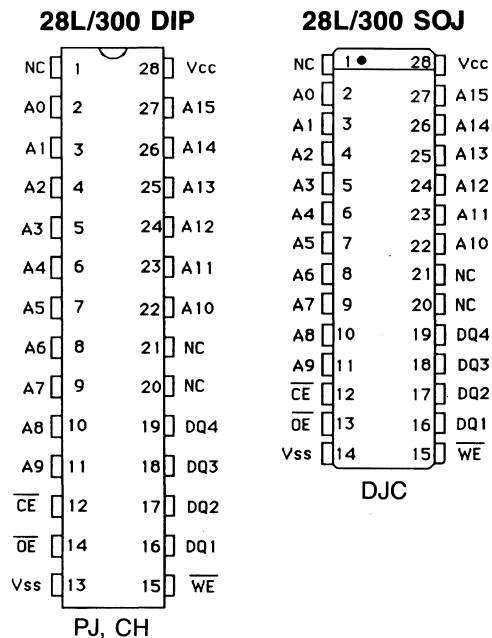 28L/300 DIP
NC 1 28 Vcc
A0 2 27 A15
A1 3 26 A14
A2 4 25 A13
A3 5 24 A12
A4 6 23 A11
A5 7 22 A10
A6 8 21 NC
A7 9 20 NC
A8 10 19 DQ4
A9 11 18 DQ3
C̅E̅ 12 17 DQ2
O̅E̅ 14 16 DQ1
Vss 13 15 W̅E̅
PJ, CH
28L/300 SOJ
NC 1 28 Vcc
A0 2 27 A15
A1 3 26 A14
A2 4 25 A13
A3 5 24 A12
A4 6 23 A11
A5 7 22 A10
A6 8 21 NC
A7 9 20 NC
A8 10 19 DQ4
A9 11 18 DQ3
C̅E̅ 12 17 DQ2
O̅E̅ 13 16 DQ1
Vss 14 15 W̅E̅
DJC